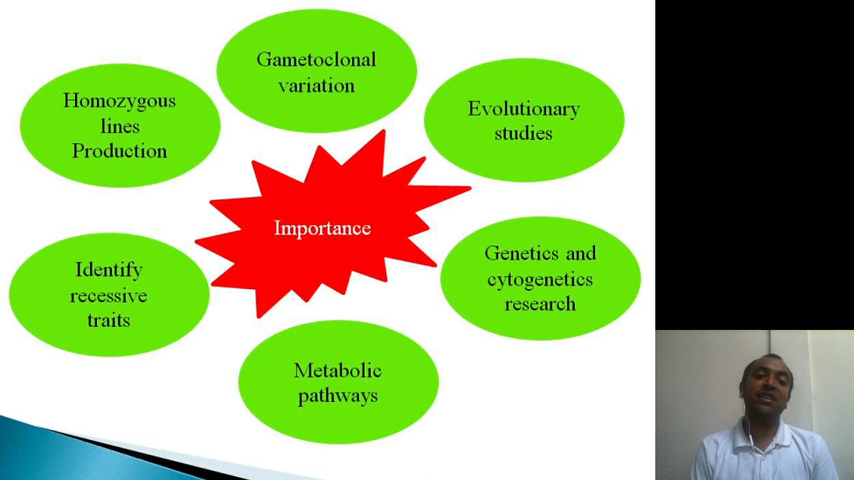 Gametoclonal
variation
Homozygous
lines
Production
Evolutionary
studies
Importance
Identify
recessive
traits
Genetics and
cytogenetics
research
Metabolic
pathways